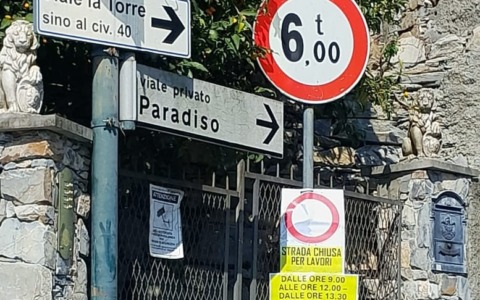 la Torre
sino al civ. 40
viale privato
Paradiso
6,00 t
STRADA CHIUSA
PER LAVORI
DALLE ORE 9.00
ALLE ORE 12.00 –
DALLE ORE 13.30